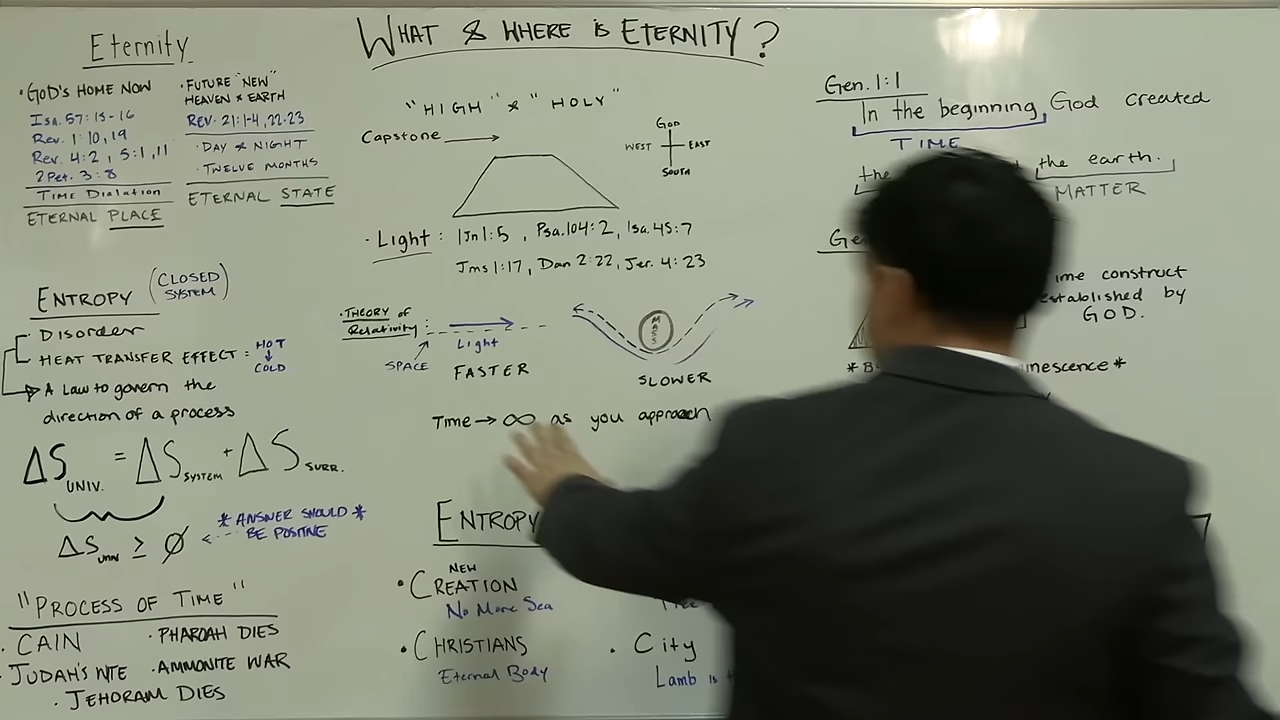 WHAT & WHERE IS ETERNITY?
Eternity
• GOD'S HOME NOW
Isa. 57:15-16
Rev. 1:10, 19
Rev. 4:2, 5:1, 11
2 Pet. 3:8
TIME DIALATION
ETERNAL PLACE
• FUTURE "NEW"
HEAVEN & EARTH
REV. 21:1-4, 22-23
• DAY & NIGHT
• TWELVE MONTHS
ETERNAL STATE
ENTROPY (CLOSED
SYSTEM)
Disorder
HEAT TRANSFER EFFECT = HOT
COLD
A law to govern the
direction of a process
ΔS UNIV. = ΔS SYSTEM + ΔS SURR.
ΔS UNIV ≥ Ø
* ANSWER SHOULD *
BE POSITIVE
"PROCESS OF TIME"
• CAIN
• JUDAH'S WIFE
• JEHORAM DIES
• PHAROAH DIES
• AMMONITE WAR
"HIGH" & "HOLY"
Capstone
GOD
WEST EAST
SOUTH
• Light: 1Jn 1:5, Psa. 104:2, Isa. 45:7
Jms 1:17, Dan 2:22, Jer. 4:23
• THEORY of
Relativity:
Light
SPACE
FASTER
MASS
SLOWER
Time → ∞ as you approach
ENTROPY
NEW
• CREATION
No More Sea
• CHRISTIANS
Eternal Body
• City
Lamb is
Gen. 1:1
In the beginning, God created
TIME
the the earth.
MATTER
time construct
established by
GOD.